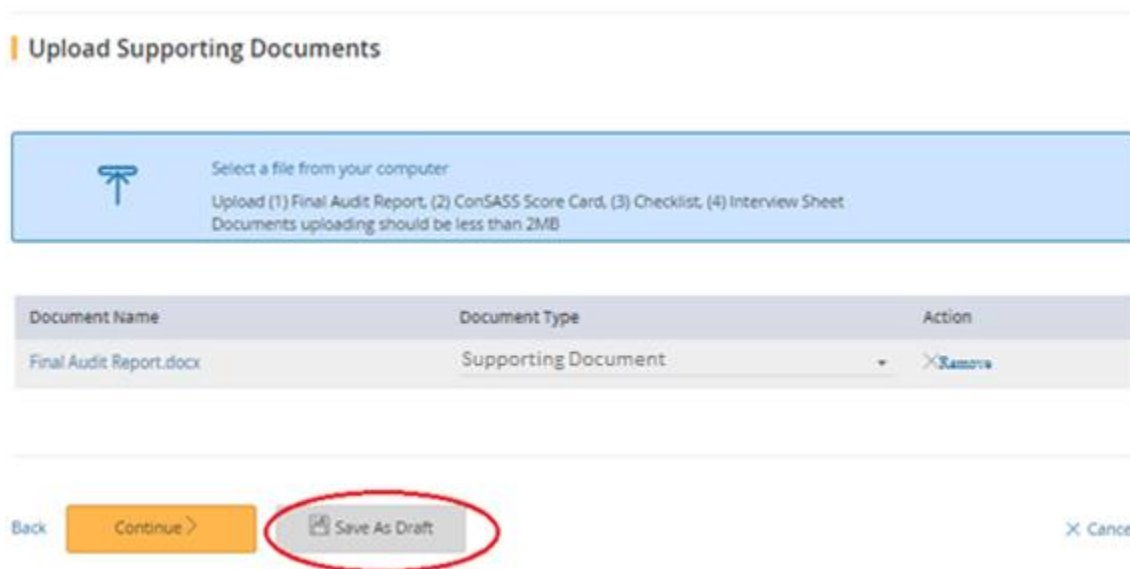 Upload Supporting Documents
Select a file from your computer
Upload (1) Final Audit Report, (2) ConSASS Score Card, (3) Checklist, (4) Interview Sheet
Documents uploading should be less than 2MB
Document Name Document Type Action
Final Audit Report.docx Supporting Document Remove
Back Continue Save As Draft Cance